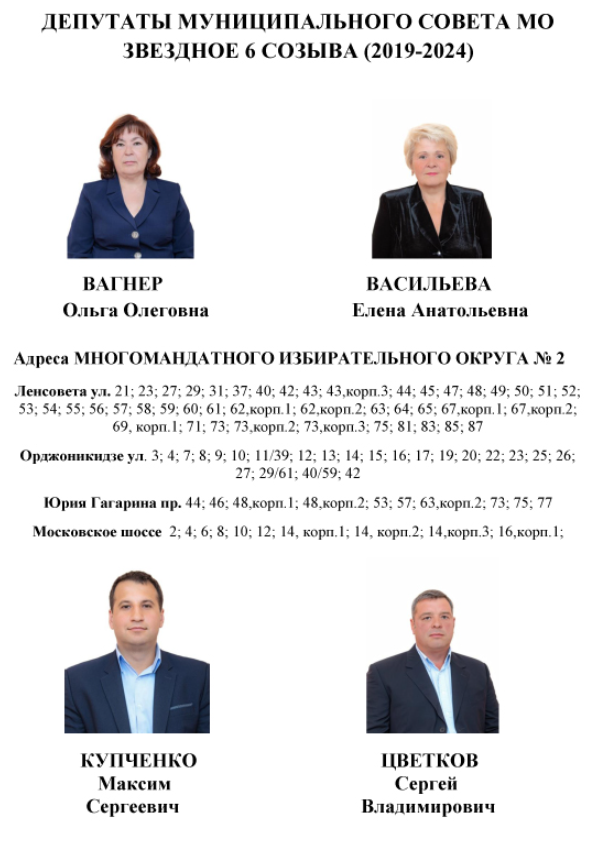 ДЕПУТАТЫ МУНИЦИПАЛЬНОГО СОВЕТА МО
ЗВЕЗДНОЕ 6 СОЗЫВА (2019-2024)
ВАГНЕР
Ольга Олеговна
ВАСИЛЬЕВА
Елена Анатольевна
Адреса МНОГОМАНДАТНОГО ИЗБИРАТЕЛЬНОГО ОКРУГА № 2
Ленсовета ул. 21; 23; 27; 29; 31; 37; 40; 42; 43; 43,корп.3; 44; 45; 47; 48; 49; 50; 51; 52;
53; 54; 55; 56; 57; 58; 59; 60; 61; 62,корп.1; 62,корп.2; 63; 64; 65; 67,корп.1; 67,корп.2;
69, корп.1; 71; 73; 73,корп.2; 73,корп.3; 75; 81; 83; 85; 87
Орджоникидзе ул. 3; 4; 7; 8; 9; 10; 11/39; 12; 13; 14; 15; 16; 17; 19; 20; 22; 23; 25; 26;
27; 29/61; 40/59; 42
Юрия Гагарина пр. 44; 46; 48,корп.1; 48,корп.2; 53; 57; 63,корп.2; 73; 75; 77
Московское шоссе 2; 4; 6; 8; 10; 12; 14, корп.1; 14, корп.2; 14,корп.3; 16,корп.1;
КУПЧЕНКО
Максим
Сергеевич
ЦВЕТКОВ
Сергей
Владимирович